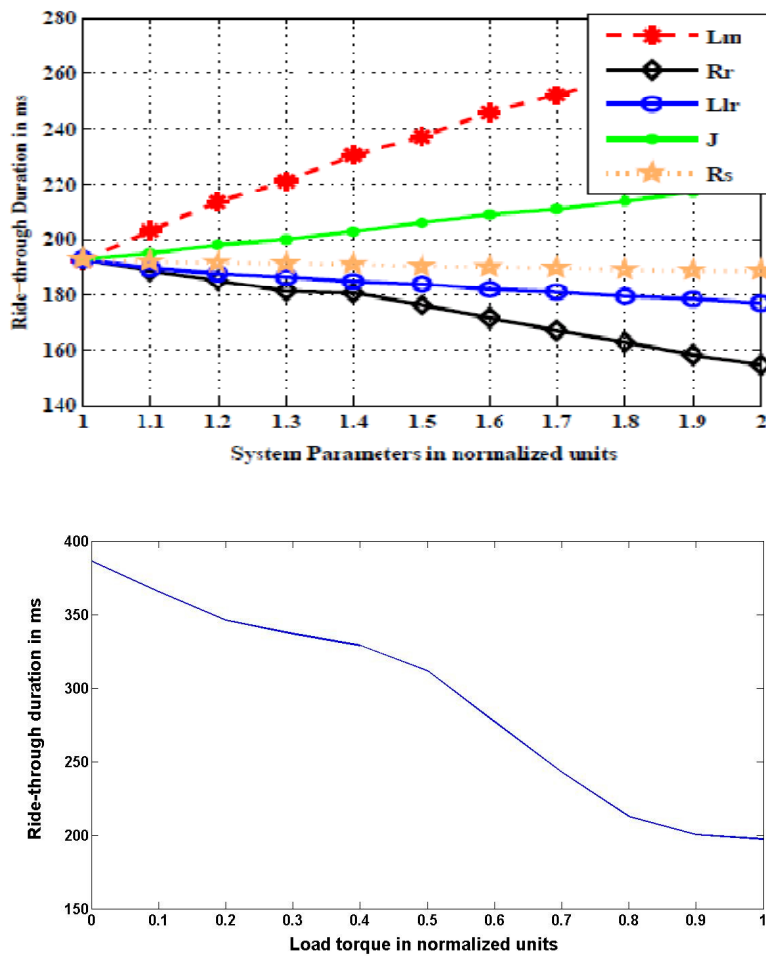 280
260
240
220
200
180
160
140
Ride-through Duration in ms
Lm
Rr
Llr
J
Rs
1 1.1 1.2 1.3 1.4 1.5 1.6 1.7 1.8 1.9 2
System Parameters in normalized units
400
350
300
250
200
150
Ride-through duration in ms
0 0.1 0.2 0.3 0.4 0.5 0.6 0.7 0.8 0.9 1
Load torque in normalized units